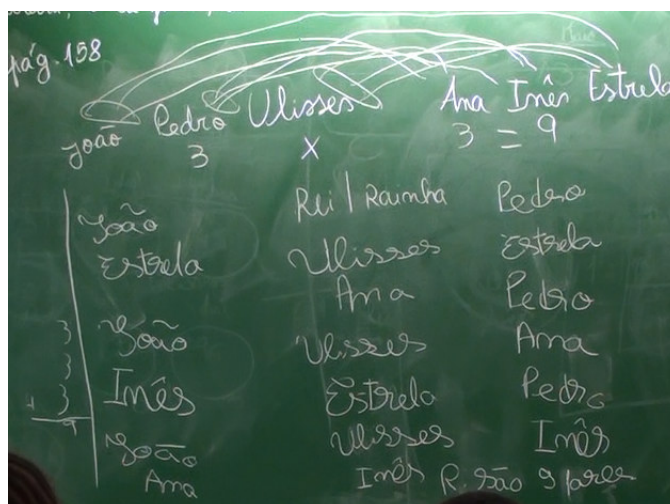 pág. 158
João Pedro Ulisses Ana Inês Estrela
3 x 3 = 9
Rei | Rainha
João Pedro
Estrela Ulisses Estrela
Ana Pedro
3 João Ulisses Ana
3 Inês Estrela Pedro
+ 3
9 João Ulisses Inês
Ana Inês R. São 9 pares